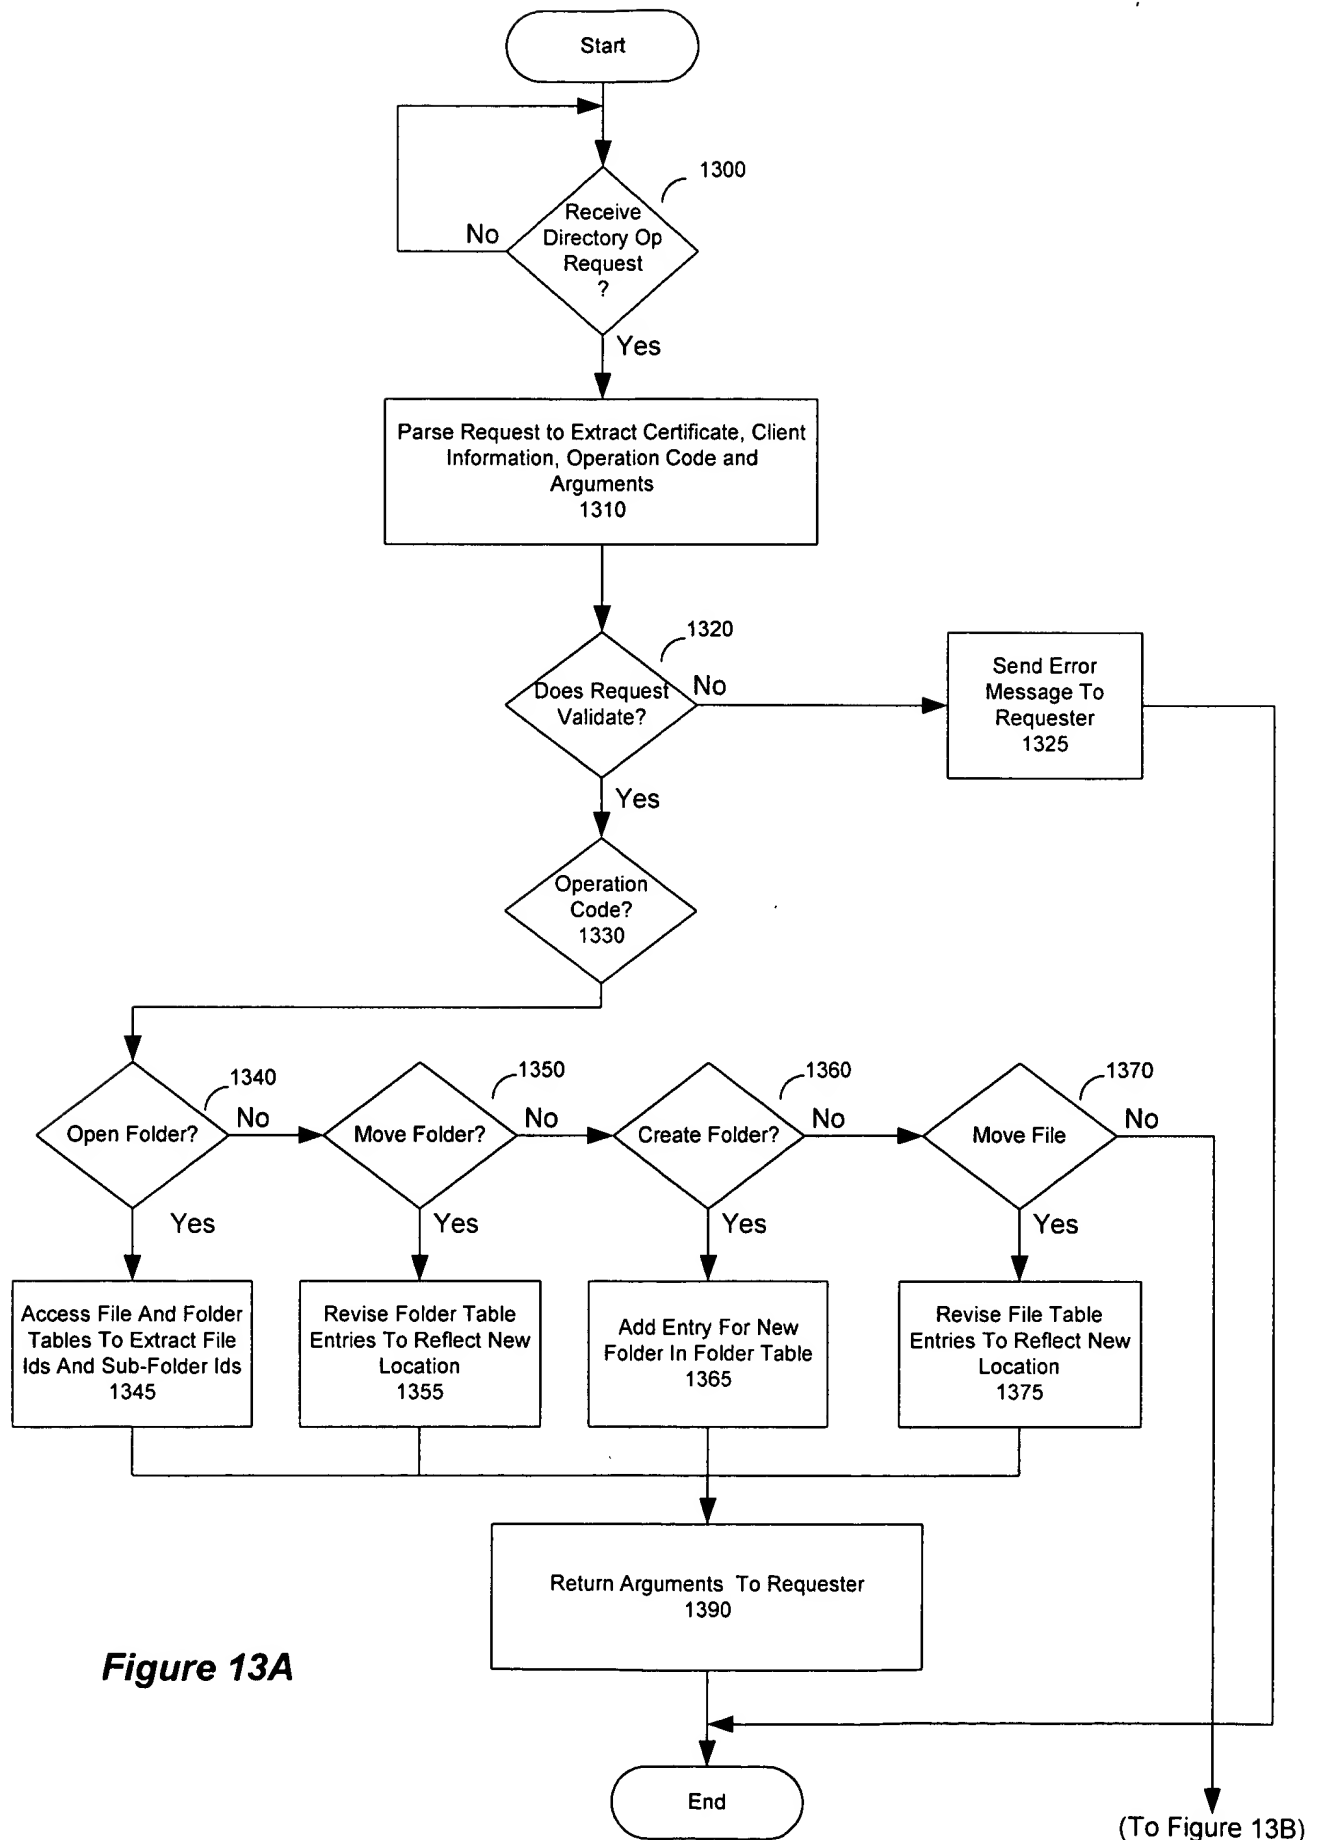 Start
1300
Receive
Directory Op
Request
?
No
Yes
Parse Request to Extract Certificate, Client
Information, Operation Code and
Arguments
1310
1320
Does Request
Validate?
No
Send Error
Message To
Requester
1325
Yes
Operation
Code?
1330
1340
Open Folder?
No
1350
Move Folder?
No
1360
Create Folder?
No
1370
Move File
No
Yes
Yes
Yes
Yes
Access File And Folder
Tables To Extract File
Ids And Sub-Folder Ids
1345
Revise Folder Table
Entries To Reflect New
Location
1355
Add Entry For New
Folder In Folder Table
1365
Revise File Table
Entries To Reflect New
Location
1375
Return Arguments To Requester
1390
Figure 13A
End
(To Figure 13B)